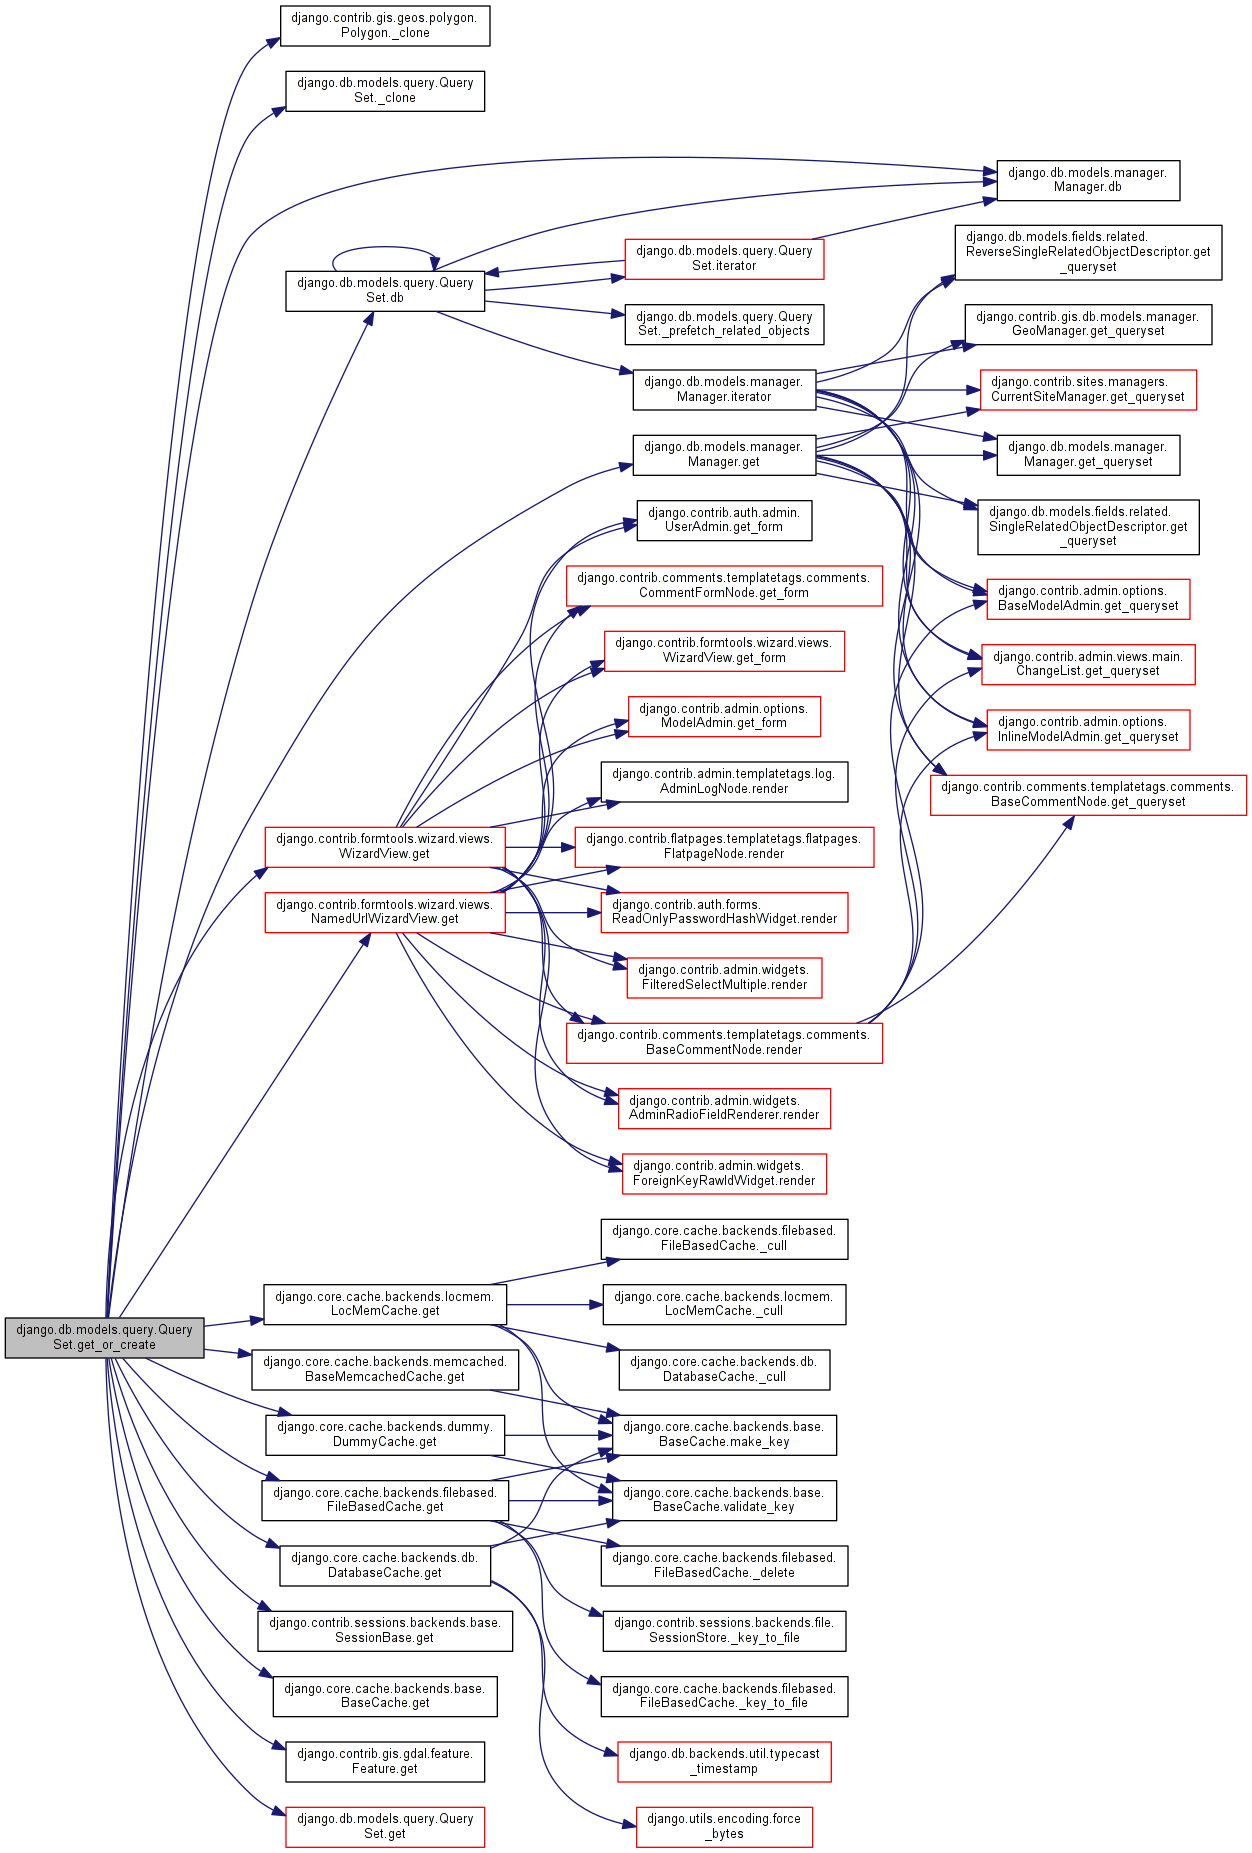 django.contrib.gis.geos.polygon.
Polygon._clone
django.db.models.query.Query
Set._clone
django.db.models.manager.
Manager.db
django.db.models.fields.related.
ReverseSingleRelatedObjectDescriptor.get
_queryset
django.db.models.query.Query
Set.iterator
django.db.models.query.Query
Set.db
django.db.models.query.Query
Set._prefetch_related_objects
django.contrib.gis.db.models.manager.
GeoManager.get_queryset
django.db.models.manager.
Manager.iterator
django.contrib.sites.managers.
CurrentSiteManager.get_queryset
django.db.models.manager.
Manager.get
django.db.models.manager.
Manager.get_queryset
django.contrib.auth.admin.
UserAdmin.get_form
django.db.models.fields.related.
SingleRelatedObjectDescriptor.get
_queryset
django.contrib.comments.templatetags.comments.
CommentFormNode.get_form
django.contrib.admin.options.
BaseModelAdmin.get_queryset
django.contrib.formtools.wizard.views.
WizardView.get_form
django.contrib.admin.views.main.
ChangeList.get_queryset
django.contrib.admin.options.
ModelAdmin.get_form
django.contrib.admin.options.
InlineModelAdmin.get_queryset
django.contrib.admin.templatetags.log.
AdminLogNode.render
django.contrib.comments.templatetags.comments.
BaseCommentNode.get_queryset
django.contrib.formtools.wizard.views.
WizardView.get
django.contrib.flatpages.templatetags.flatpages.
FlatpageNode.render
django.contrib.formtools.wizard.views.
NamedUrlWizardView.get
django.contrib.auth.forms.
ReadOnlyPasswordHashWidget.render
django.contrib.admin.widgets.
FilteredSelectMultiple.render
django.contrib.comments.templatetags.comments.
BaseCommentNode.render
django.contrib.admin.widgets.
AdminRadioFieldRenderer.render
django.contrib.admin.widgets.
ForeignKeyRawIdWidget.render
django.core.cache.backends.filebased.
FileBasedCache._cull
django.core.cache.backends.locmem.
LocMemCache.get
django.core.cache.backends.locmem.
LocMemCache._cull
django.db.models.query.Query
Set.get_or_create
django.core.cache.backends.memcached.
BaseMemcachedCache.get
django.core.cache.backends.db.
DatabaseCache._cull
django.core.cache.backends.dummy.
DummyCache.get
django.core.cache.backends.base.
BaseCache.make_key
django.core.cache.backends.filebased.
FileBasedCache.get
django.core.cache.backends.base.
BaseCache.validate_key
django.core.cache.backends.db.
DatabaseCache.get
django.core.cache.backends.filebased.
FileBasedCache._delete
django.contrib.sessions.backends.base.
SessionBase.get
django.contrib.sessions.backends.file.
SessionStore._key_to_file
django.core.cache.backends.base.
BaseCache.get
django.core.cache.backends.filebased.
FileBasedCache._key_to_file
django.contrib.gis.gdal.feature.
Feature.get
django.db.backends.util.typecast
_timestamp
django.db.models.query.Query
Set.get
django.utils.encoding.force
_bytes